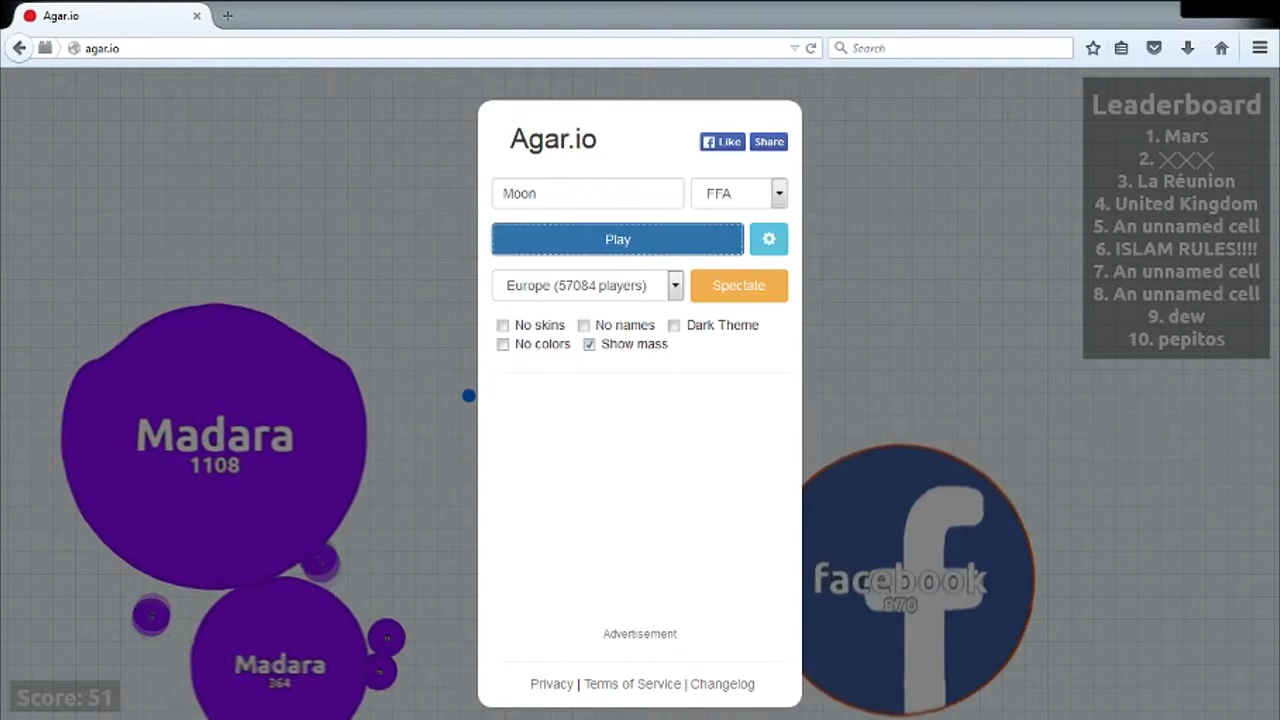 Agar.io
agar.io
Search
Leaderboard
1. Mars
2. ╳╳╳
3. La Réunion
4. United Kingdom
5. An unnamed cell
6. ISLAM RULES!!!!
7. An unnamed cell
8. An unnamed cell
9. dew
10. pepitos
Agar.io
Like Share
Moon FFA
Play
Europe (57084 players) Spectate
No skins No names Dark Theme
No colors Show mass
Advertisement
Privacy | Terms of Service | Changelog
Madara
1108
Madara
364
facebook
870
Score: 51